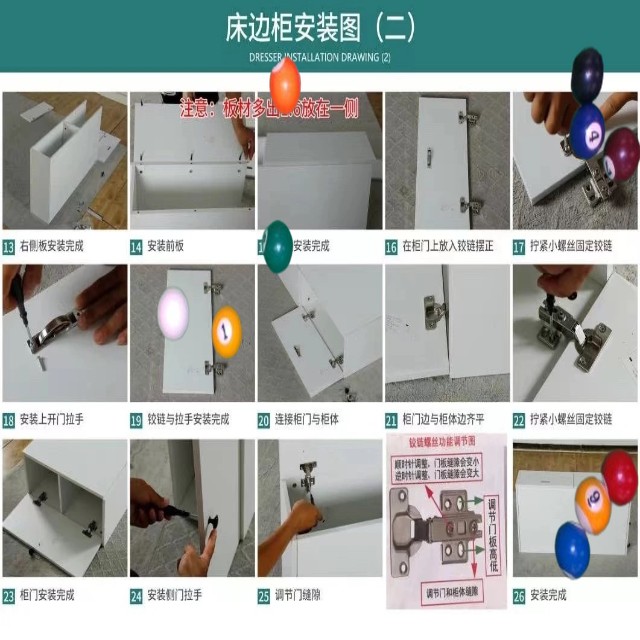 床边柜安装图（二）
DRESSER INSTALLATION DRAWING (2)
注意：板材多出 放在一侧
13 右侧板安装完成
14 安装前板
安装完成
16 在柜门上放入铰链摆正
17 拧紧小螺丝固定铰链
18 安装上开门拉手
19 铰链与拉手安装完成
20 连接柜门与柜体
21 柜门边与柜体边齐平
22 拧紧小螺丝固定铰链
铰链螺丝功能调节图
顺时针调整、门板缝隙会变小
逆时针调整、门板缝隙会变大
调节门板高低
调节门和柜体缝隙
23 柜门安装完成
24 安装侧门拉手
25 调节门缝隙
26 安装完成
4
1